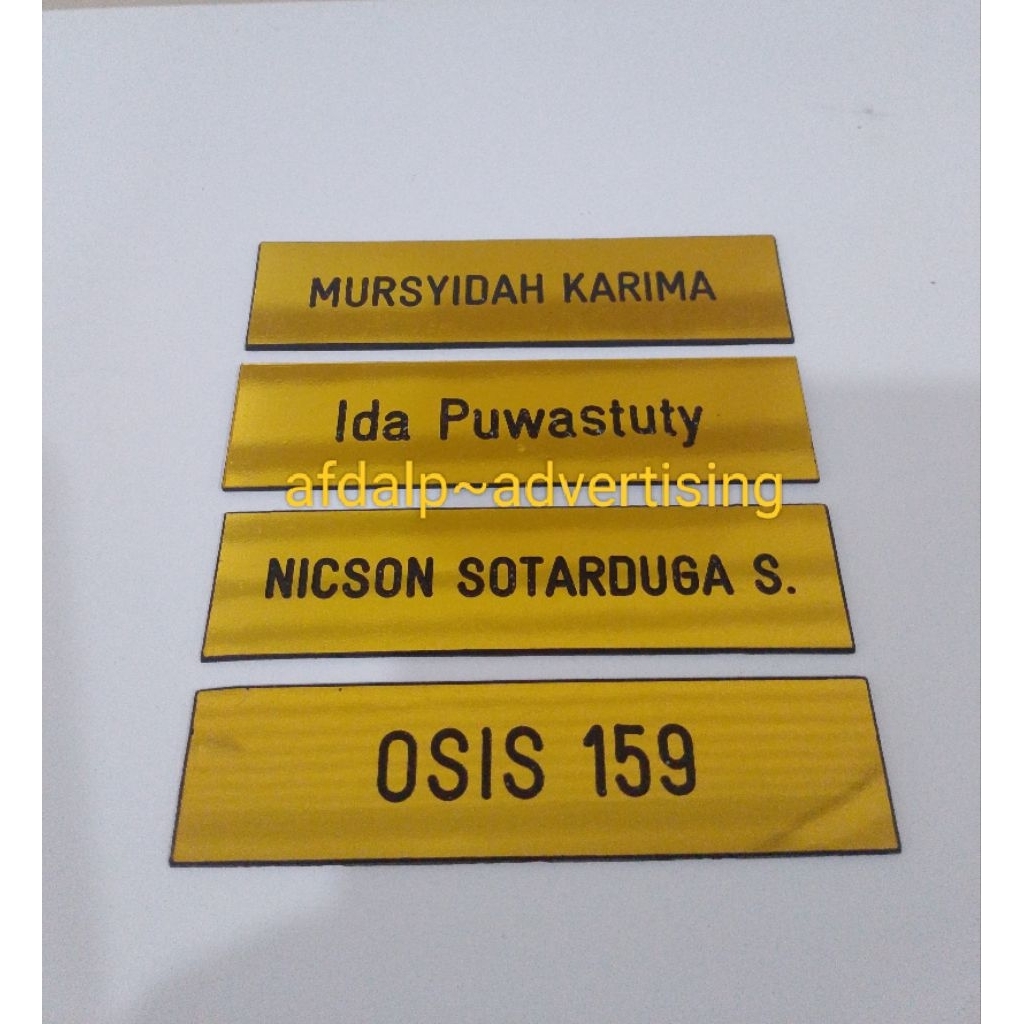 MURSYIDAH KARIMA
Ida Puwastuty
afdalp~advertising
NICSON SOTARDUGA S.
OSIS 159